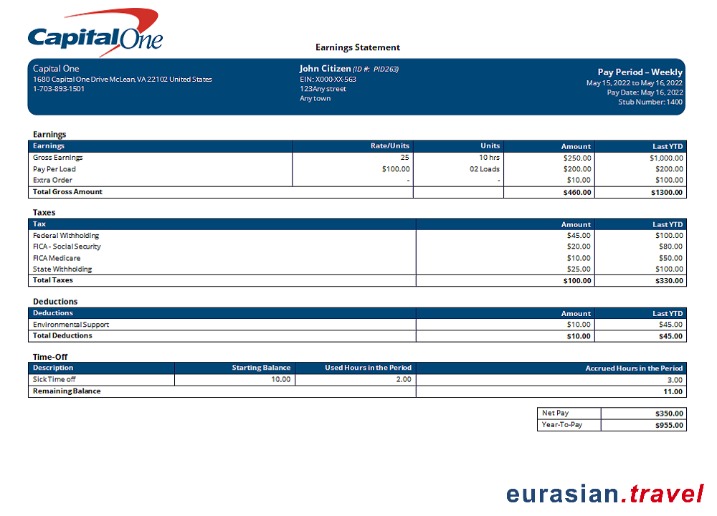 CapitalOne
Earnings Statement
Capital One
1680 Capital One Drive McLean, VA 22102 United States
1-703-893-1501
John Citizen (ID #: PID263)
EIN: X000-XX-563
123Any street
Any town
Pay Period – Weekly
May 15, 2022 to May 16, 2022
Pay Date: May 16, 2022
Stub Number: 1400
Earnings
Earnings Rate/Units Units Amount Last YTD
Gross Earnings 25 10 hrs $250.00 $1,000.00
Pay Per Load $100.00 02 Loads $200.00 $200.00
Extra Order - - $10.00 $100.00
Total Gross Amount $460.00 $1300.00
Taxes
Tax Amount Last YTD
Federal Withholding $45.00 $100.00
FICA - Social Security $20.00 $80.00
FICA Medicare $10.00 $50.00
State Withholding $25.00 $100.00
Total Taxes $100.00 $330.00
Deductions
Deductions Amount Last YTD
Environmental Support $10.00 $45.00
Total Deductions $10.00 $45.00
Time-Off
Description Starting Balance Used Hours in the Period Accrued Hours in the Period
Sick Time off 10.00 2.00 3.00
Remaining Balance 11.00
Net Pay $350.00
Year-To-Pay $955.00
eurasian.travel